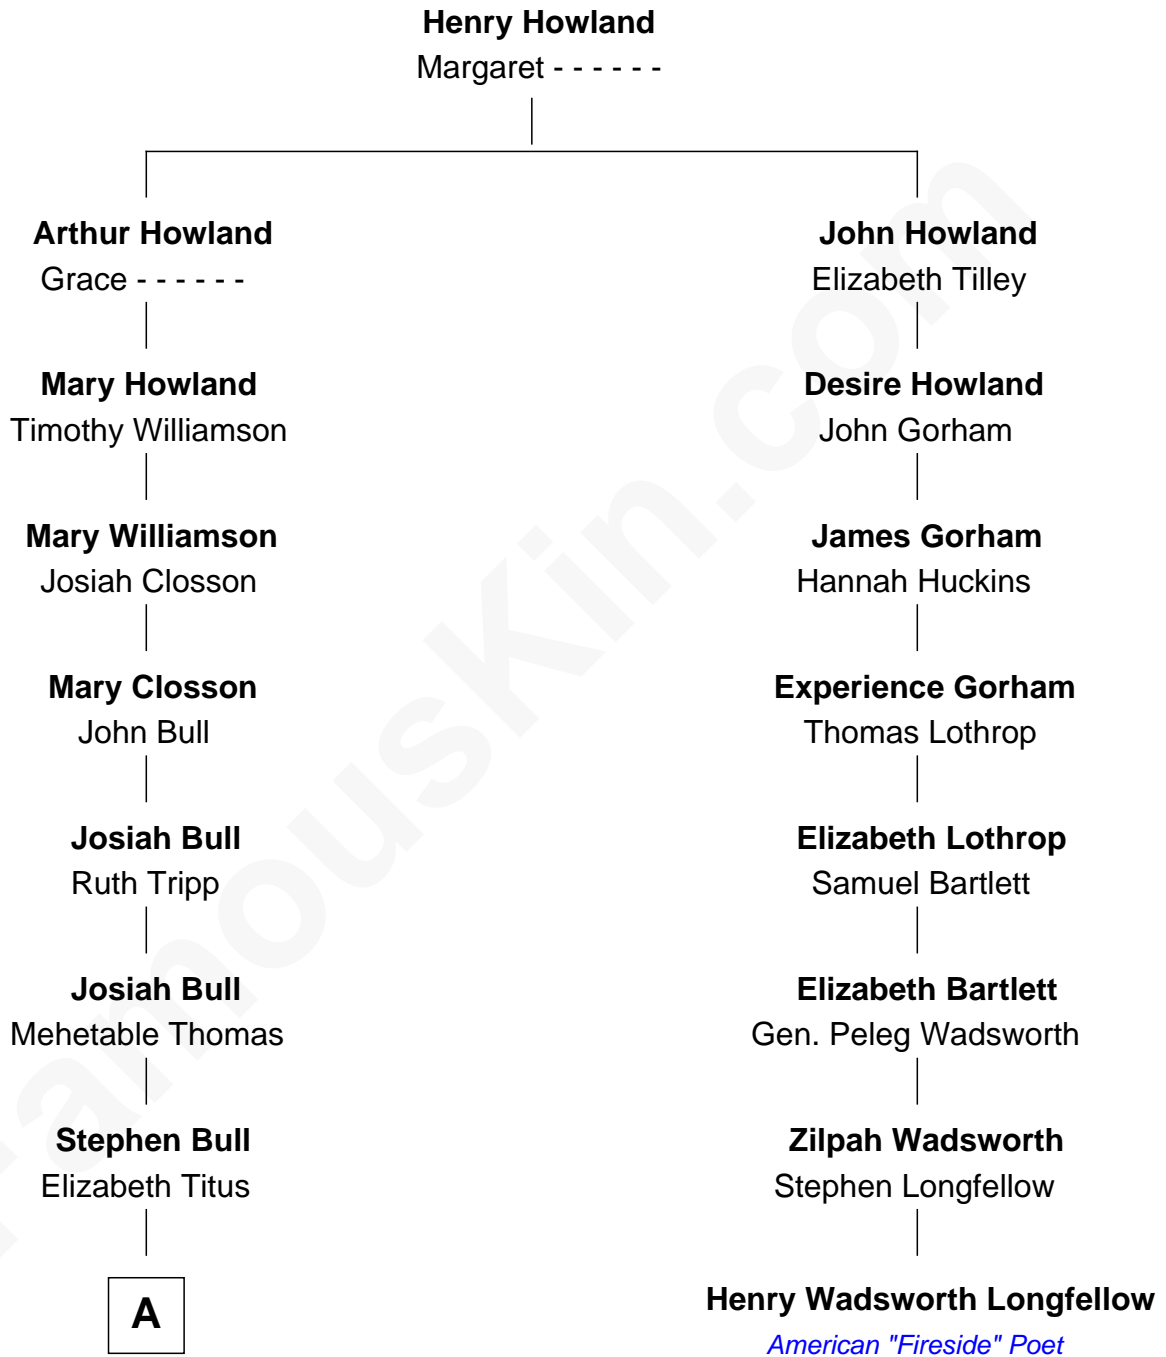 Henry Howland
Margaret - - - - - -
Arthur Howland
Grace - - - - - -
John Howland
Elizabeth Tilley
Mary Howland
Timothy Williamson
Desire Howland
John Gorham
Mary Williamson
Josiah Closson
James Gorham
Hannah Huckins
Mary Closson
John Bull
Experience Gorham
Thomas Lothrop
Josiah Bull
Ruth Tripp
Elizabeth Lothrop
Samuel Bartlett
Josiah Bull
Mehetable Thomas
Elizabeth Bartlett
Gen. Peleg Wadsworth
Stephen Bull
Elizabeth Titus
Zilpah Wadsworth
Stephen Longfellow
A
Henry Wadsworth Longfellow
American "Fireside" Poet
FamousKin.com